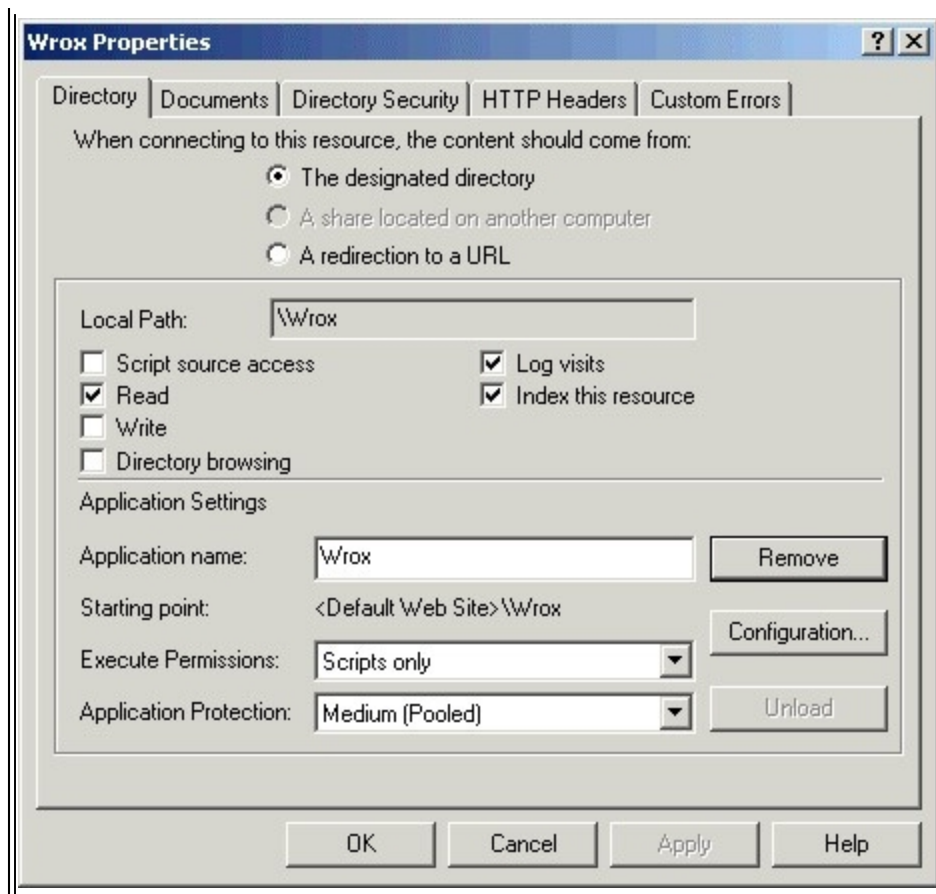 Wrox Properties
Directory Documents Directory Security HTTP Headers Custom Errors
When connecting to this resource, the content should come from:
The designated directory
A share located on another computer
A redirection to a URL
Local Path: \Wrox
Script source access Log visits
Read Index this resource
Write
Directory browsing
Application Settings
Application name: Wrox Remove
Starting point: <Default Web Site>\Wrox
Configuration...
Execute Permissions: Scripts only
Application Protection: Medium (Pooled) Unload
OK Cancel Apply Help